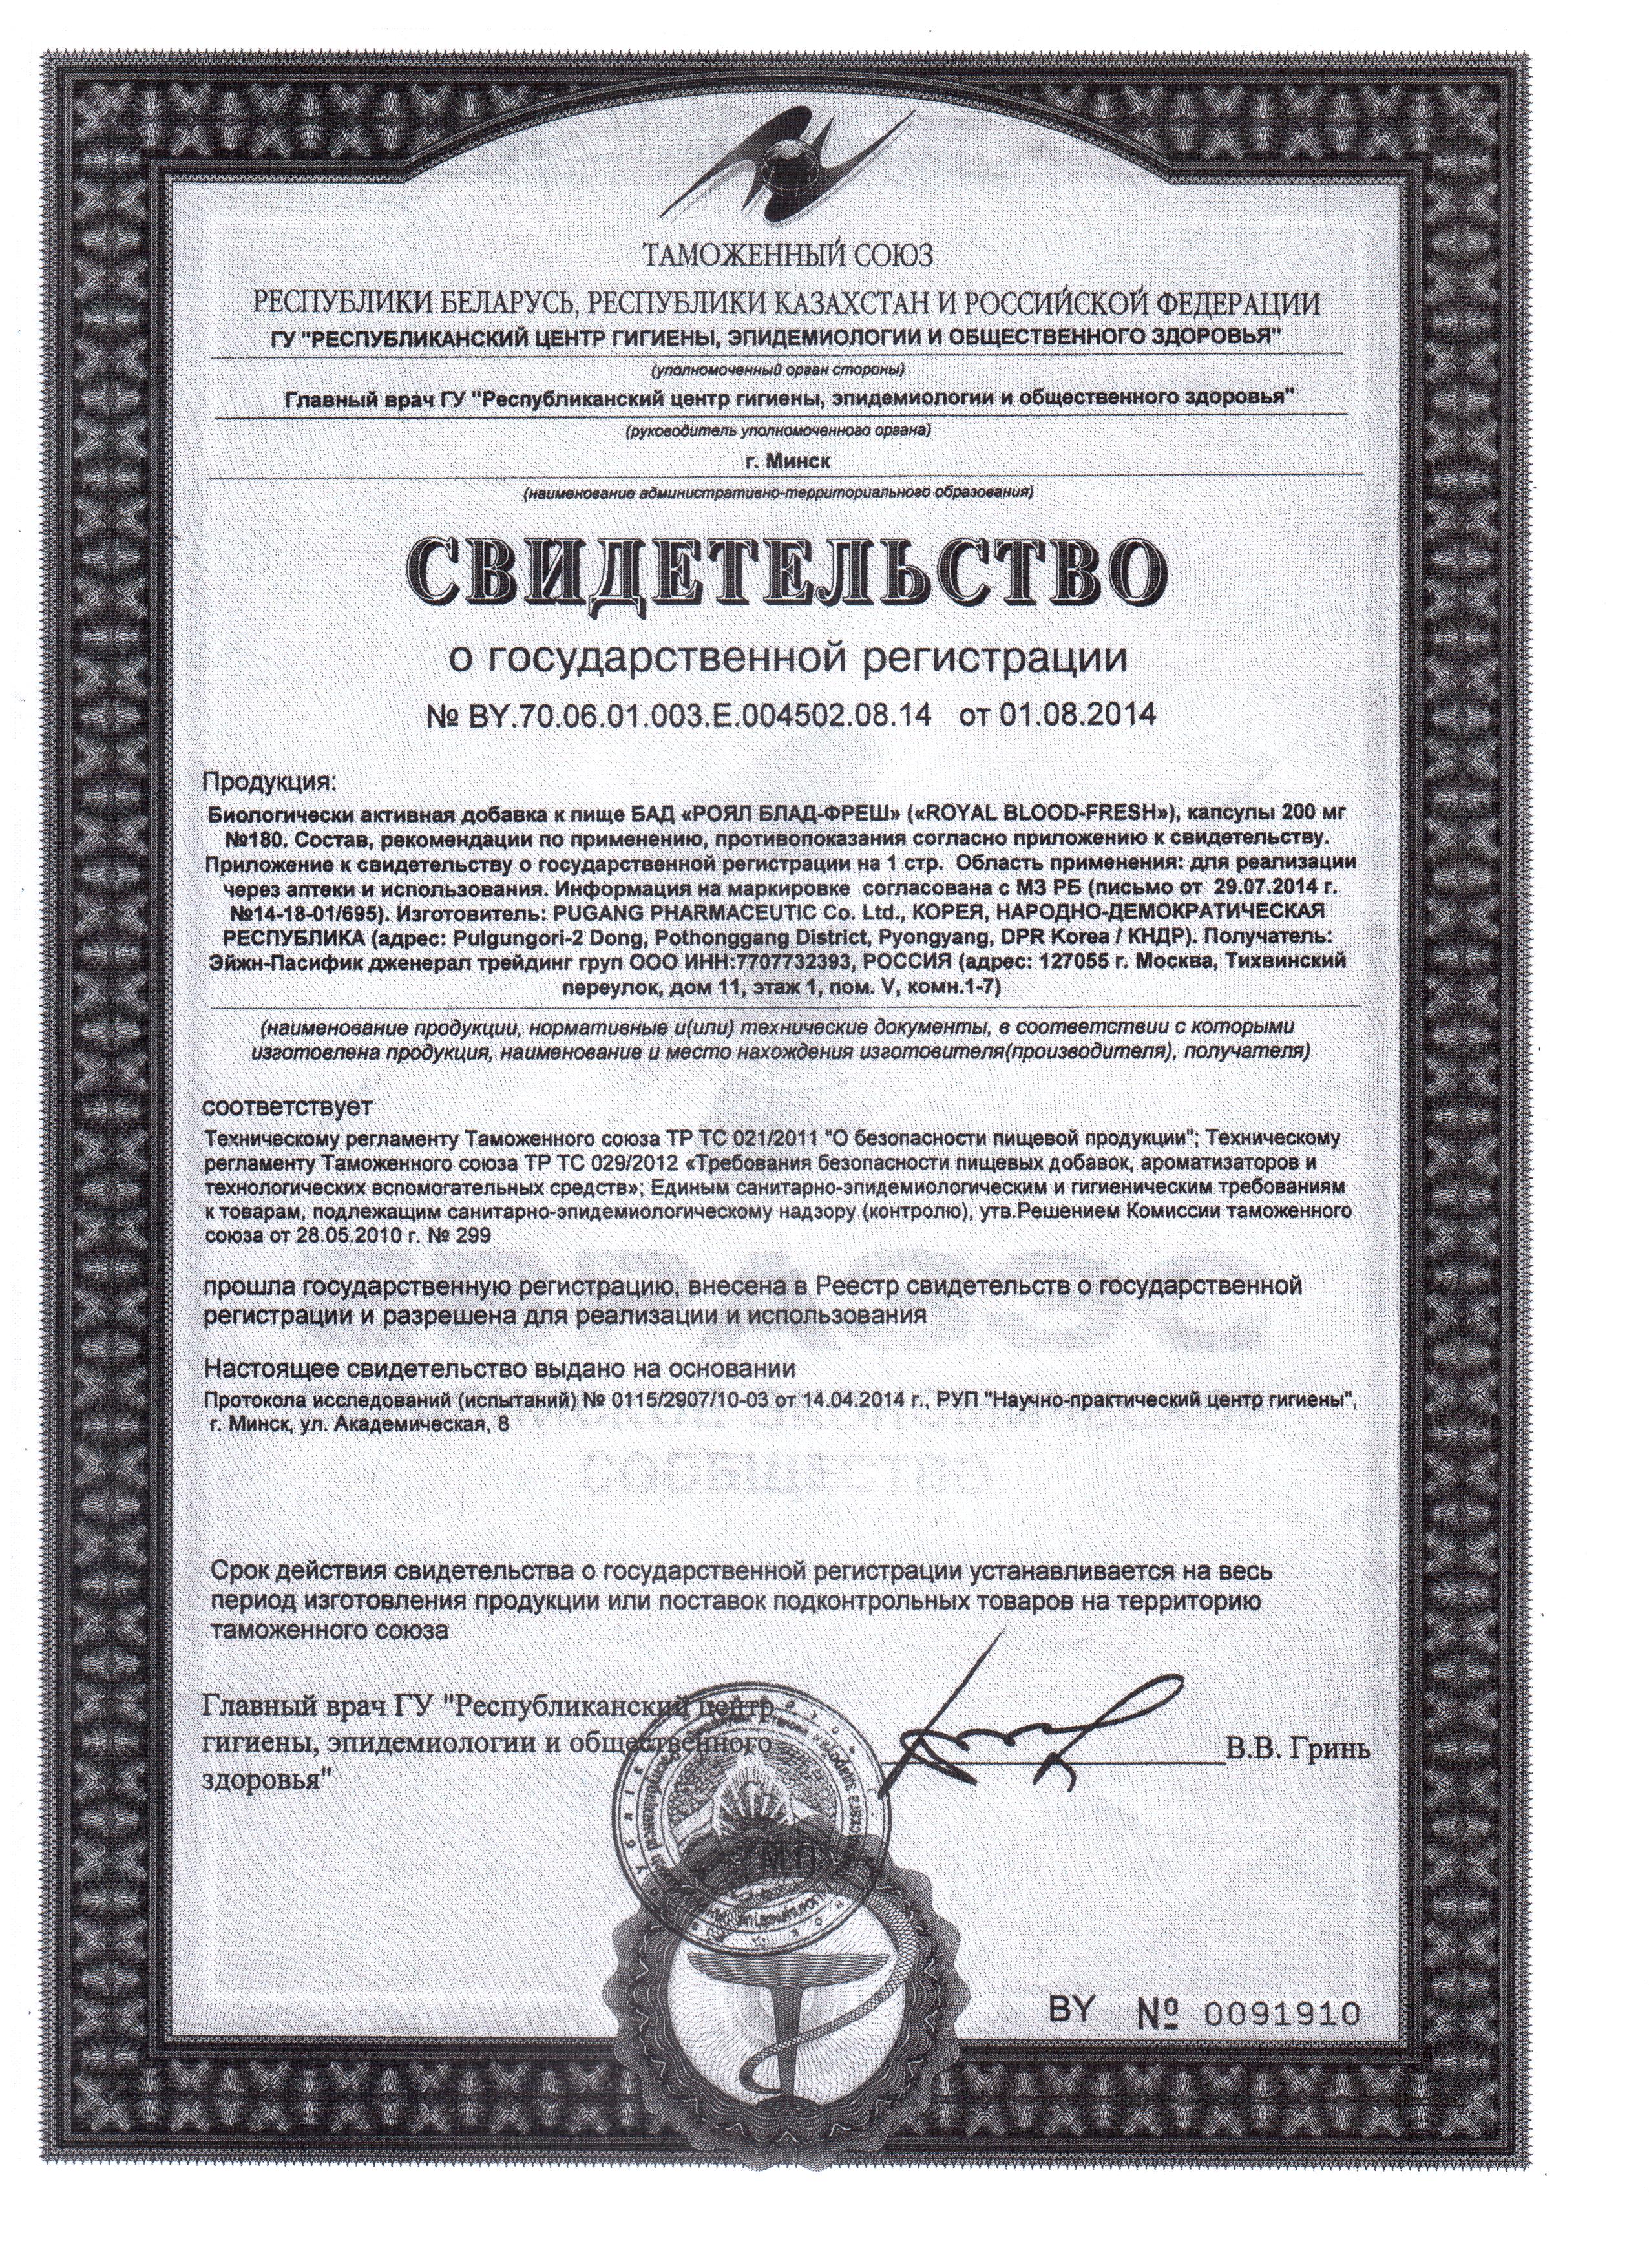 ТАМОЖЕННЫЙ СОЮЗ
РЕСПУБЛИКИ БЕЛАРУСЬ, РЕСПУБЛИКИ КАЗАХСТАН И РОССИЙСКОЙ ФЕДЕРАЦИИ
ГУ "РЕСПУБЛИКАНСКИЙ ЦЕНТР ГИГИЕНЫ, ЭПИДЕМИОЛОГИИ И ОБЩЕСТВЕННОГО ЗДОРОВЬЯ"
(уполномоченный орган стороны)
Главный врач ГУ "Республиканский центр гигиены, эпидемиологии и общественного здоровья"
(руководитель уполномоченного органа)
г. Минск
(наименование административно-территориального образования)
СВИДЕТЕЛЬСТВО
о государственной регистрации
№ BY.70.06.01.003.E.004502.08.14 от 01.08.2014
Продукция:
Биологически активная добавка к пище БАД «РОЯЛ БЛАД-ФРЕШ» («ROYAL BLOOD-FRESH»), капсулы 200 мг
№180. Состав, рекомендации по применению, противопоказания согласно приложению к свидетельству.
Приложение к свидетельству о государственной регистрации на 1 стр. Область применения: для реализации
через аптеки и использования. Информация на маркировке согласована с МЗ РБ (письмо от 29.07.2014 г.
№14-18-01/695). Изготовитель: PUGANG PHARMACEUTIC Co. Ltd., КОРЕЯ, НАРОДНО-ДЕМОКРАТИЧЕСКАЯ
РЕСПУБЛИКА (адрес: Pulgungori-2 Dong, Pothonggang District, Pyongyang, DPR Korea / КНДР). Получатель:
Эйжн-Пасифик дженерал трейдинг груп ООО ИНН:7707732393, РОССИЯ (адрес: 127055 г. Москва, Тихвинский
переулок, дом 11, этаж 1, пом. V, комн.1-7)
(наименование продукции, нормативные и(или) технические документы, в соответствии с которыми
изготовлена продукция, наименование и место нахождения изготовителя(производителя), получателя)
соответствует
Техническому регламенту Таможенного союза ТР ТС 021/2011 "О безопасности пищевой продукции"; Техническому
регламенту Таможенного союза ТР ТС 029/2012 «Требования безопасности пищевых добавок, ароматизаторов и
технологических вспомогательных средств»; Единым санитарно-эпидемиологическим и гигиеническим требованиям
к товарам, подлежащим санитарно-эпидемиологическому надзору (контролю), утв.Решением Комиссии таможенного
союза от 28.05.2010 г. № 299
прошла государственную регистрацию, внесена в Реестр свидетельств о государственной
регистрации и разрешена для реализации и использования
Настоящее свидетельство выдано на основании
Протокола исследований (испытаний) № 0115/2907/10-03 от 14.04.2014 г., РУП "Научно-практический центр гигиены",
г. Минск, ул. Академическая, 8
Срок действия свидетельства о государственной регистрации устанавливается на весь
период изготовления продукции или поставок подконтрольных товаров на территорию
таможенного союза
Главный врач ГУ "Республиканский центр
гигиены, эпидемиологии и общественного
здоровья"
В.В. Гринь
М.П.
BY № 0091910